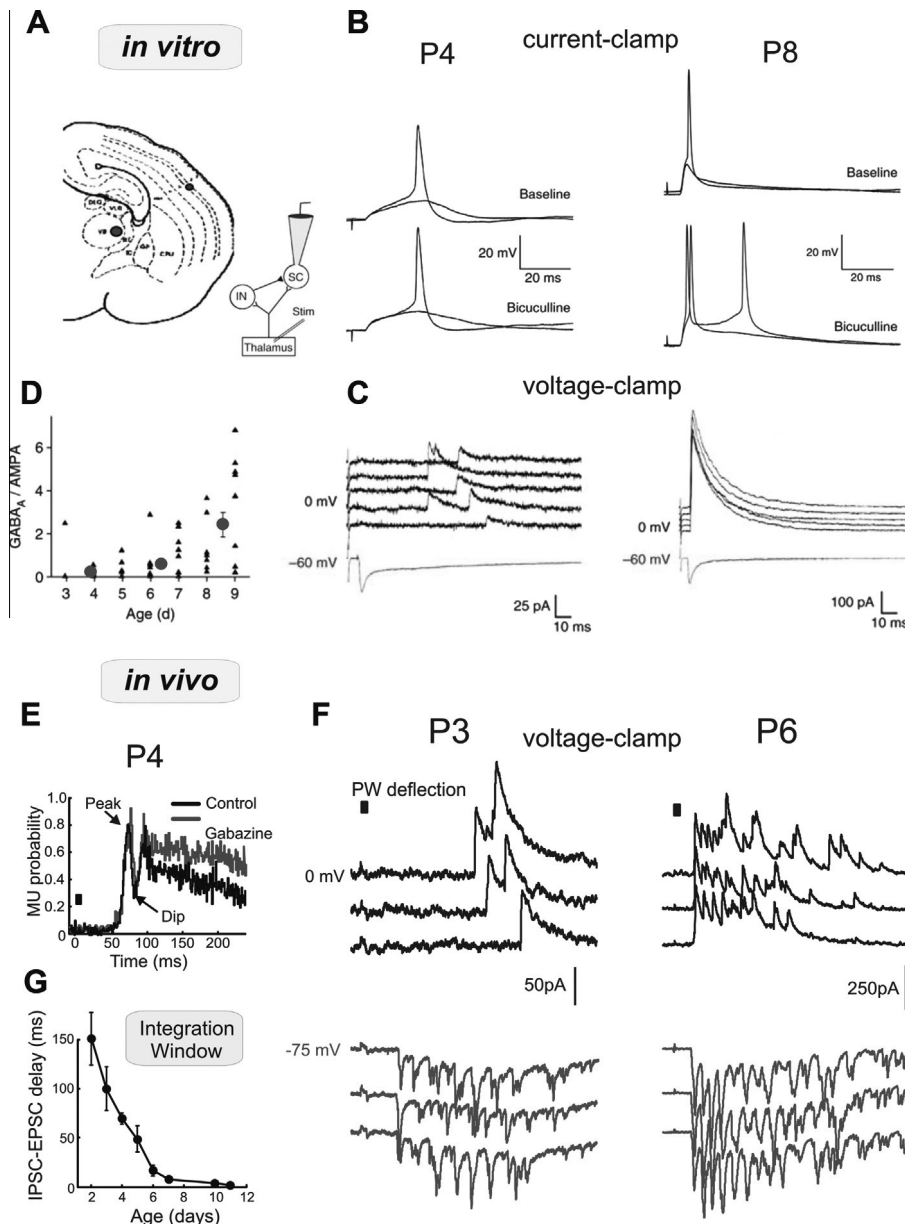 A
in vitro
IN
SC
Stim
Thalamus
B
current-clamp
P4
P8
Baseline
Baseline
20 mV
20 ms
20 mV
20 ms
Bicuculline
Bicuculline
D
GABAA / AMPA
6
4
2
0
3 4 5 6 7 8 9
Age (d)
C
voltage-clamp
0 mV
0 mV
−60 mV
−60 mV
25 pA
10 ms
100 pA
10 ms
in vivo
E
P4
MU probability
1.0
0.8
0.6
0.4
0.2
0
Peak
Control
Gabazine
Dip
0 50 100 150 200
Time (ms)
F
P3
voltage-clamp
P6
PW deflection
0 mV
50pA
250pA
-75 mV
G
Integration
Window
IPSC-EPSC delay (ms)
150
100
50
0
2 4 6 8 10 12
Age (days)